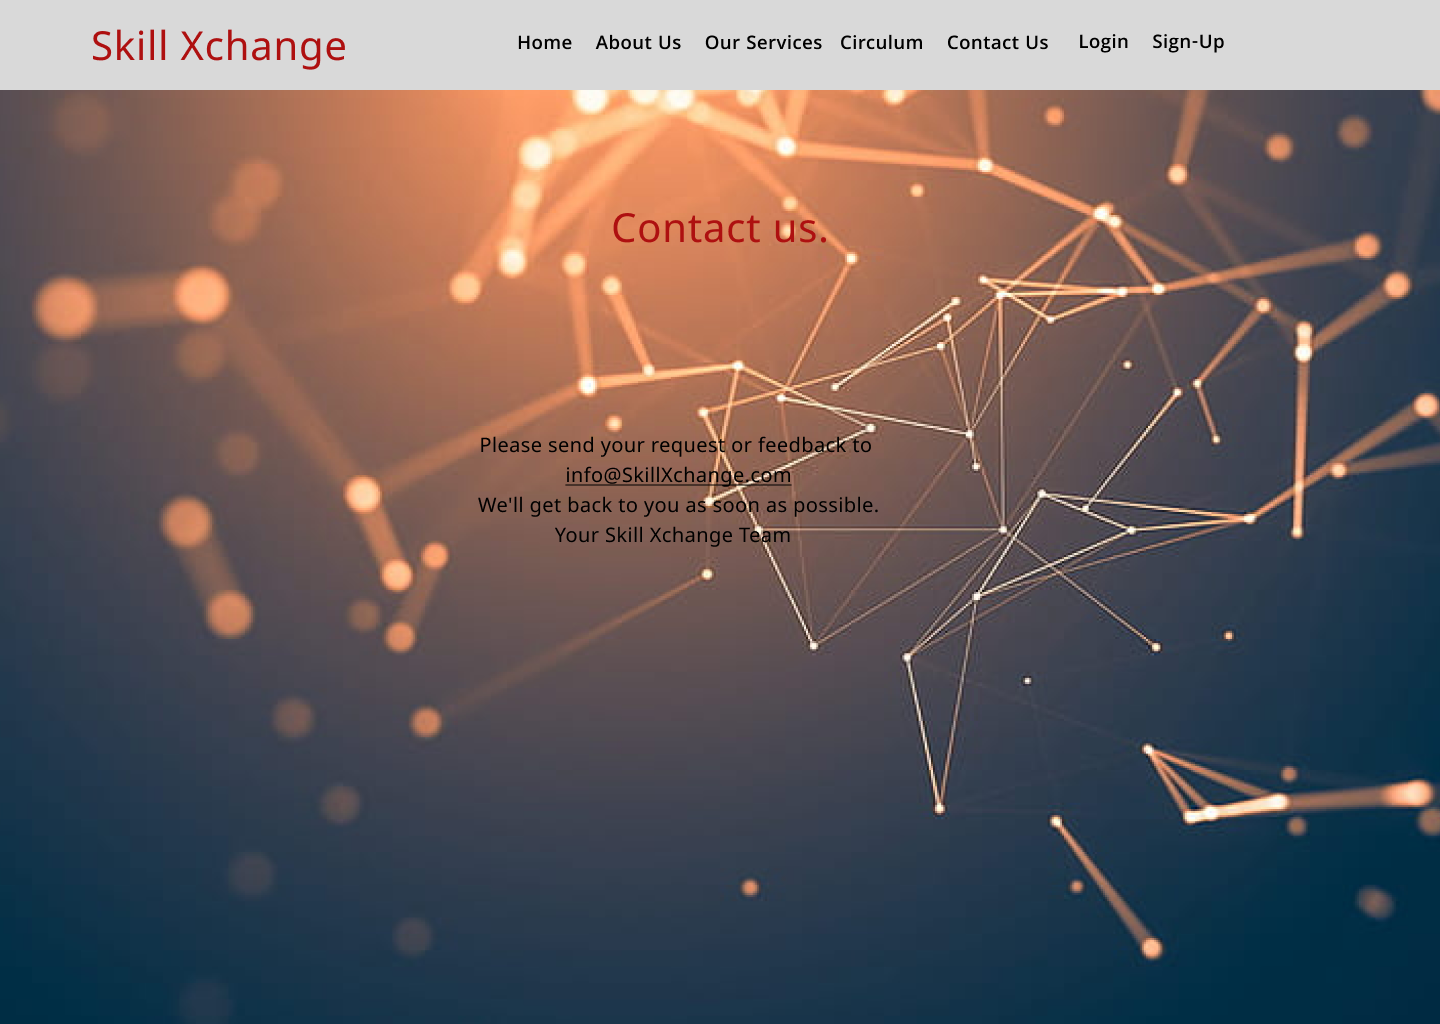 Skill Xchange
Home About Us Our Services Circulum Contact Us Login Sign-Up
Contact us.
Please send your request or feedback to
info@SkillXchange.com
We'll get back to you as soon as possible.
Your Skill Xchange Team